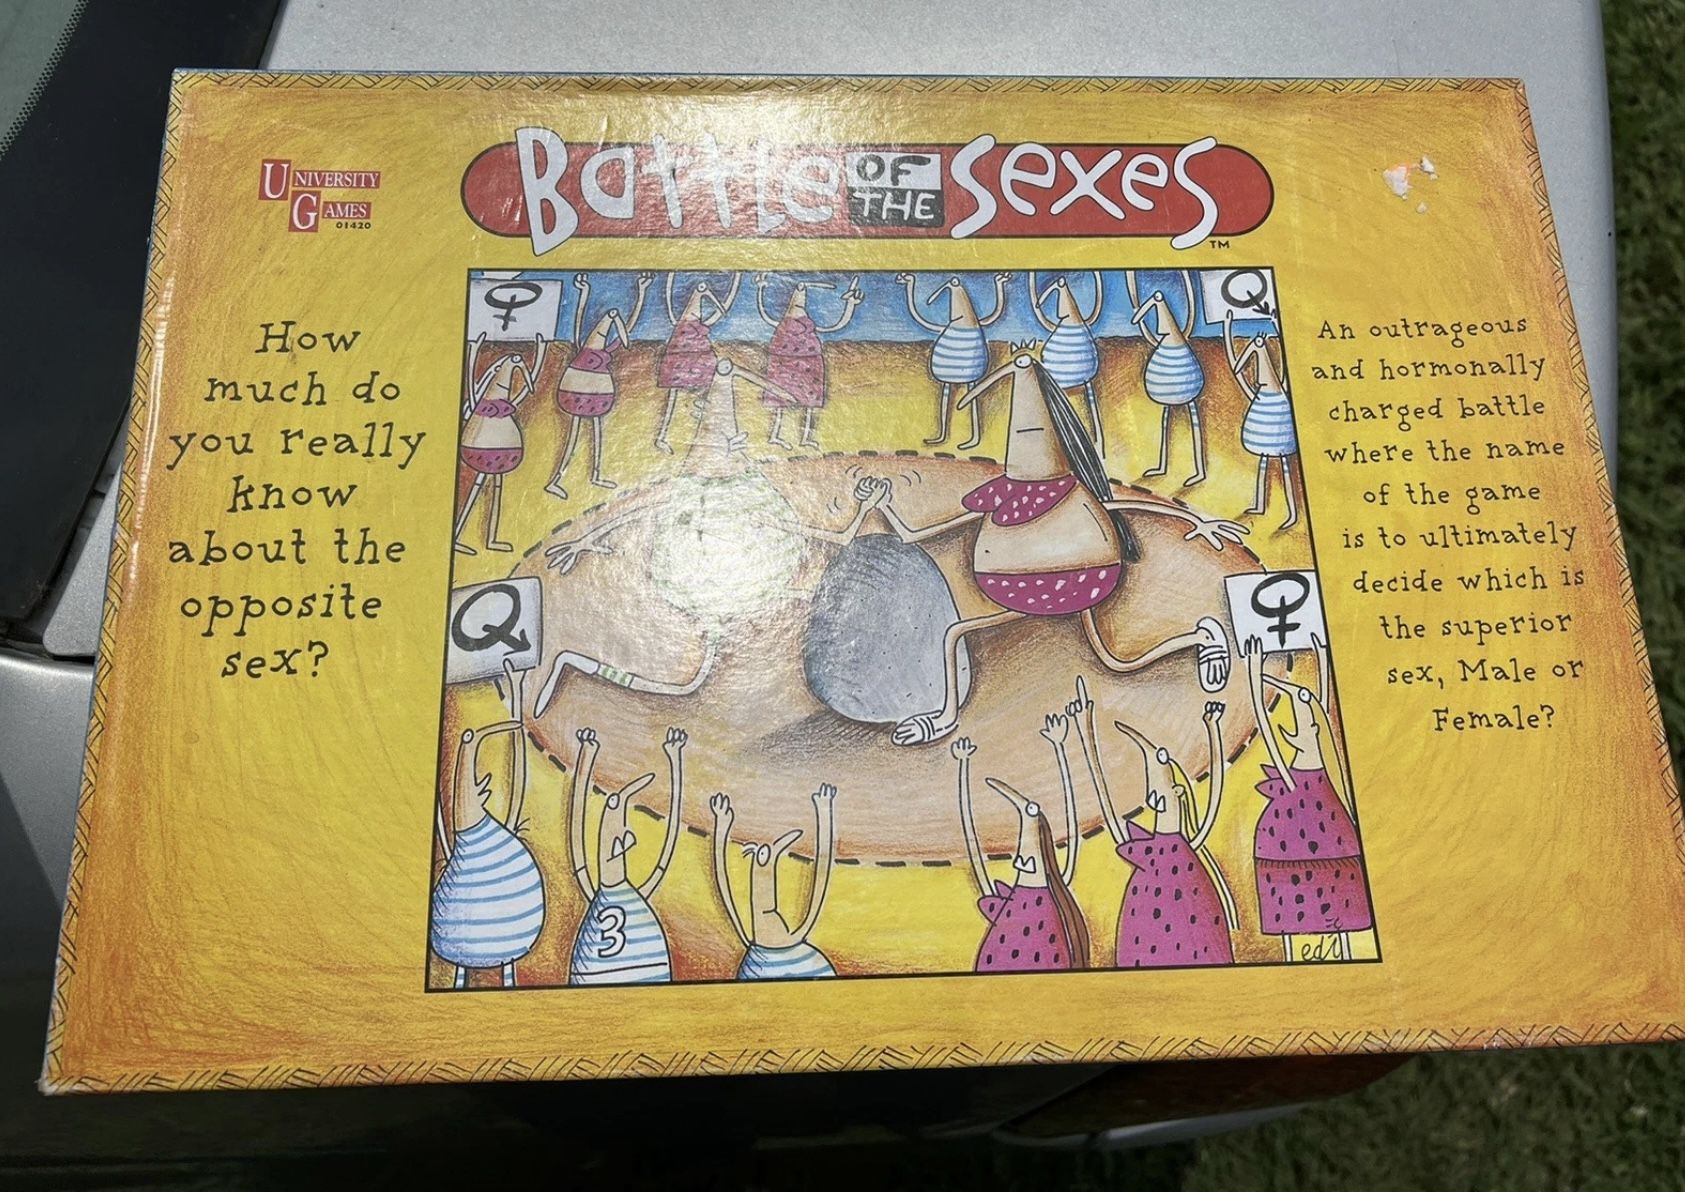 UNIVERSITY
GAMES
01420
Battle OF THE Sexes
TM
How
much do
you really
know
about the
opposite
sex?
An outrageous
and hormonally
charged battle
where the name
of the game
is to ultimately
decide which is
the superior
sex, Male or
Female?
3
edi